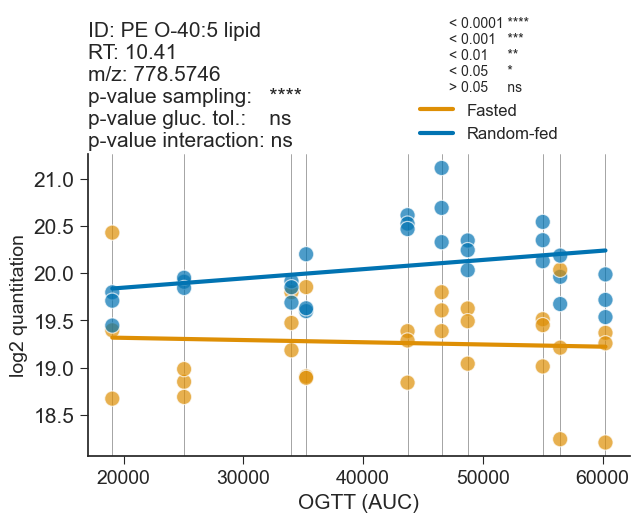 ID: PE O-40:5 lipid
RT: 10.41
m/z: 778.5746
p-value sampling: ****
p-value gluc. tol.: ns
p-value interaction: ns
< 0.0001 ****
< 0.001 ***
< 0.01 **
< 0.05 *
> 0.05 ns
Fasted
Random-fed
21.0
20.5
20.0
19.5
19.0
18.5
log2 quantitation
20000 30000 40000 50000 60000
OGTT (AUC)